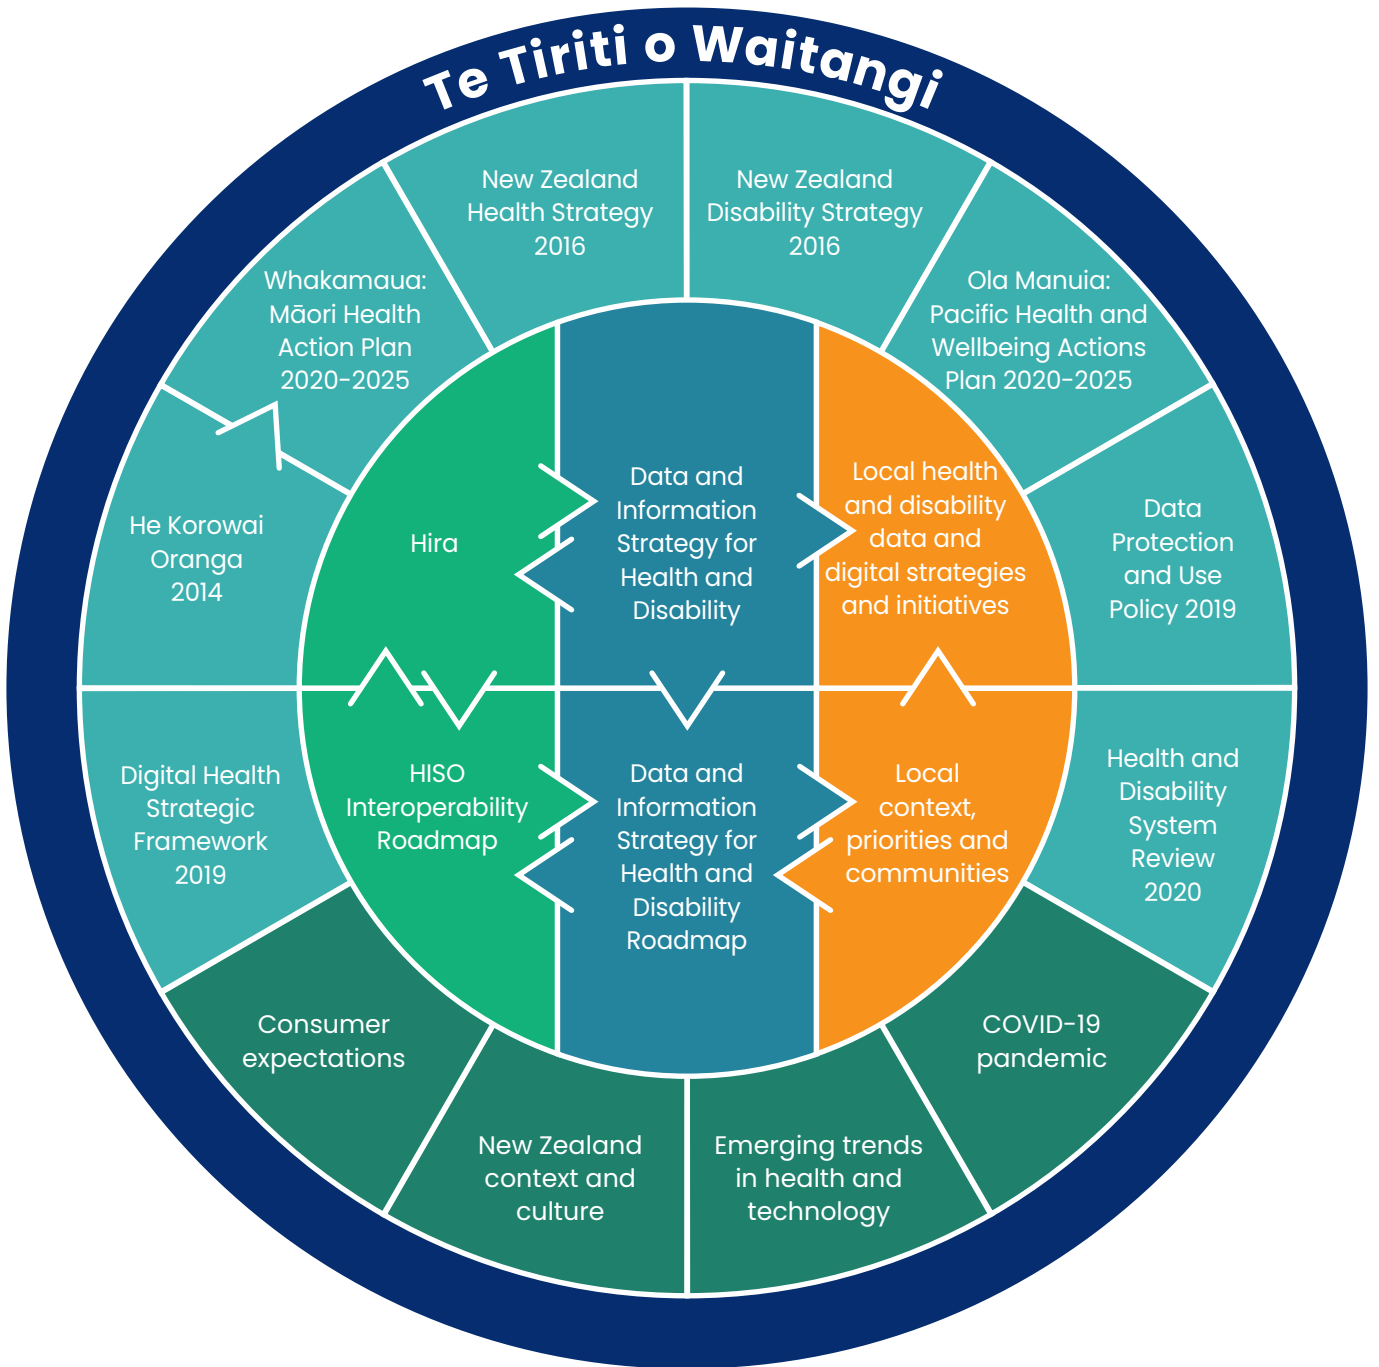 Te Tiriti o Waitangi
New Zealand
Health Strategy
2016
New Zealand
Disability Strategy
2016
Whakamaua:
Māori Health
Action Plan
2020-2025
Ola Manuia:
Pacific Health and
Wellbeing Actions
Plan 2020-2025
He Korowai
Oranga
2014
Hira
Data and
Information
Strategy for
Health and
Disability
Local health
and disability
data and
digital strategies
and initiatives
Data
Protection
and Use
Policy 2019
Digital Health
Strategic
Framework
2019
HISO
Interoperability
Roadmap
Data and
Information
Strategy for
Health and
Disability
Roadmap
Local
context,
priorities and
communities
Health and
Disability
System
Review
2020
Consumer
expectations
New Zealand
context and
culture
Emerging trends
in health and
technology
COVID-19
pandemic